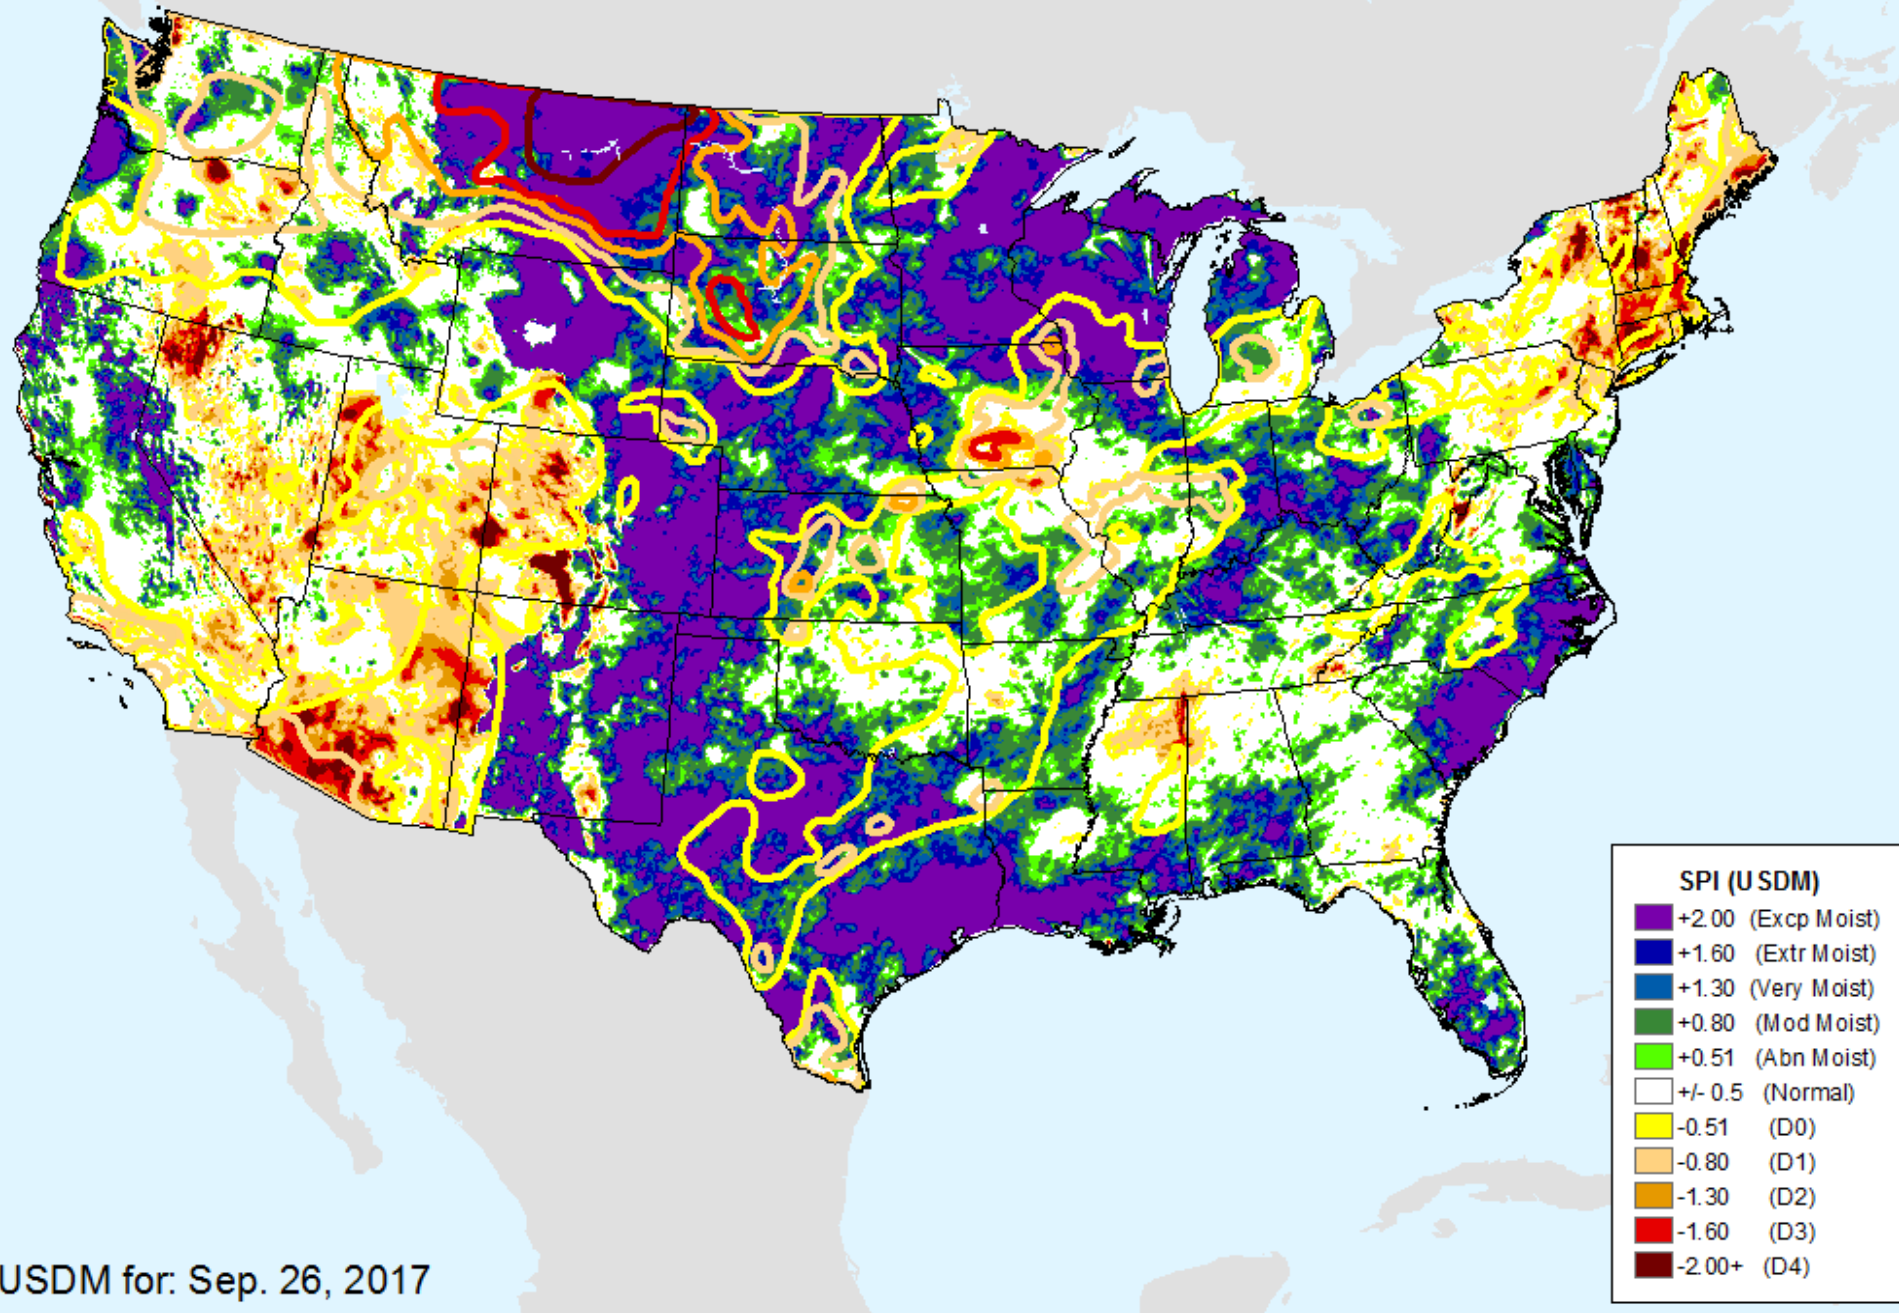 SPI (USDM)
+2.00 (Excp Moist)
+1.60 (Extr Moist)
+1.30 (Very Moist)
+0.80 (Mod Moist)
+0.51 (Abn Moist)
+/- 0.5 (Normal)
-0.51 (D0)
-0.80 (D1)
-1.30 (D2)
-1.60 (D3)
-2.00+ (D4)
USDM for: Sep. 26, 2017